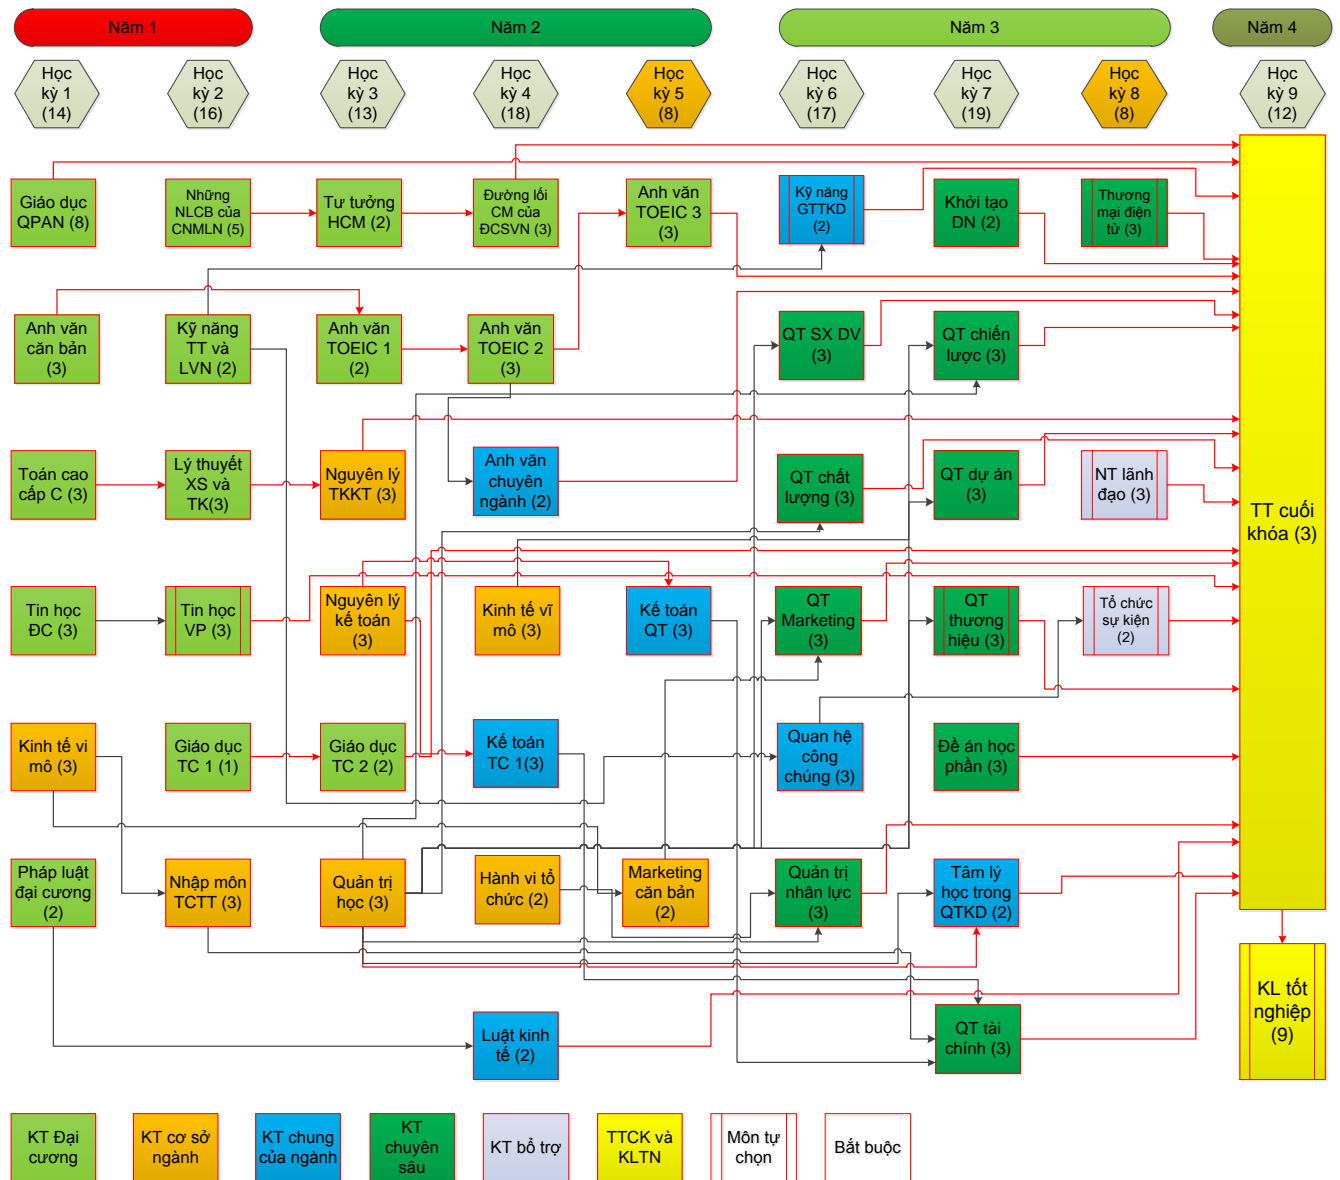 Năm 1
Năm 2
Năm 3
Năm 4
Học
kỳ 1
(14)
Học
kỳ 2
(16)
Học
kỳ 3
(13)
Học
kỳ 4
(18)
Học
kỳ 5
(8)
Học
kỳ 6
(17)
Học
kỳ 7
(19)
Học
kỳ 8
(8)
Học
kỳ 9
(12)
Giáo dục
QPAN (8)
Những
NLCB của
CNMLN (5)
Tư tưởng
HCM (2)
Đường lối
CM của
ĐCSVN (3)
Anh văn
TOEIC 3
(3)
Kỹ năng
GTTKD
(2)
Khởi tạo
DN (2)
Thương
mại điện
tử (3)
Anh văn
căn bản
(3)
Kỹ năng
TT và
LVN (2)
Anh văn
TOEIC 1
(2)
Anh văn
TOEIC 2
(3)
QT SX DV
(3)
QT chiến
lược (3)
Toán cao
cấp C (3)
Lý thuyết
XS và
TK(3)
Nguyên lý
TKKT (3)
Anh văn
chuyên
ngành (2)
QT chất
lượng (3)
QT dự án
(3)
NT lãnh
đạo (3)
TT cuối
khóa (3)
Tin học
ĐC (3)
Tin học
VP (3)
Nguyên lý
kế toán
(3)
Kinh tế vĩ
mô (3)
Kế toán
QT (3)
QT
Marketing
(3)
QT
thương
hiệu (3)
Tổ chức
sự kiện
(2)
Kinh tế vi
mô (3)
Giáo dục
TC 1 (1)
Giáo dục
TC 2 (2)
Kế toán
TC 1(3)
Quan hệ
công
chúng (3)
Đề án học
phần (3)
Pháp luật
đại cương
(2)
Nhập môn
TCTT (3)
Quản trị
học (3)
Hành vi tổ
chức (2)
Marketing
căn bản
(2)
Quản trị
nhân lực
(3)
Tâm lý
học trong
QTKD (2)
Luật kinh
tế (2)
QT tài
chính (3)
KL tốt
nghiệp
(9)
KT Đại
cương
KT cơ sở
ngành
KT chung
của ngành
KT
chuyên
sâu
KT bổ trợ
TTCK và
KLTN
Môn tự
chọn
Bắt buộc